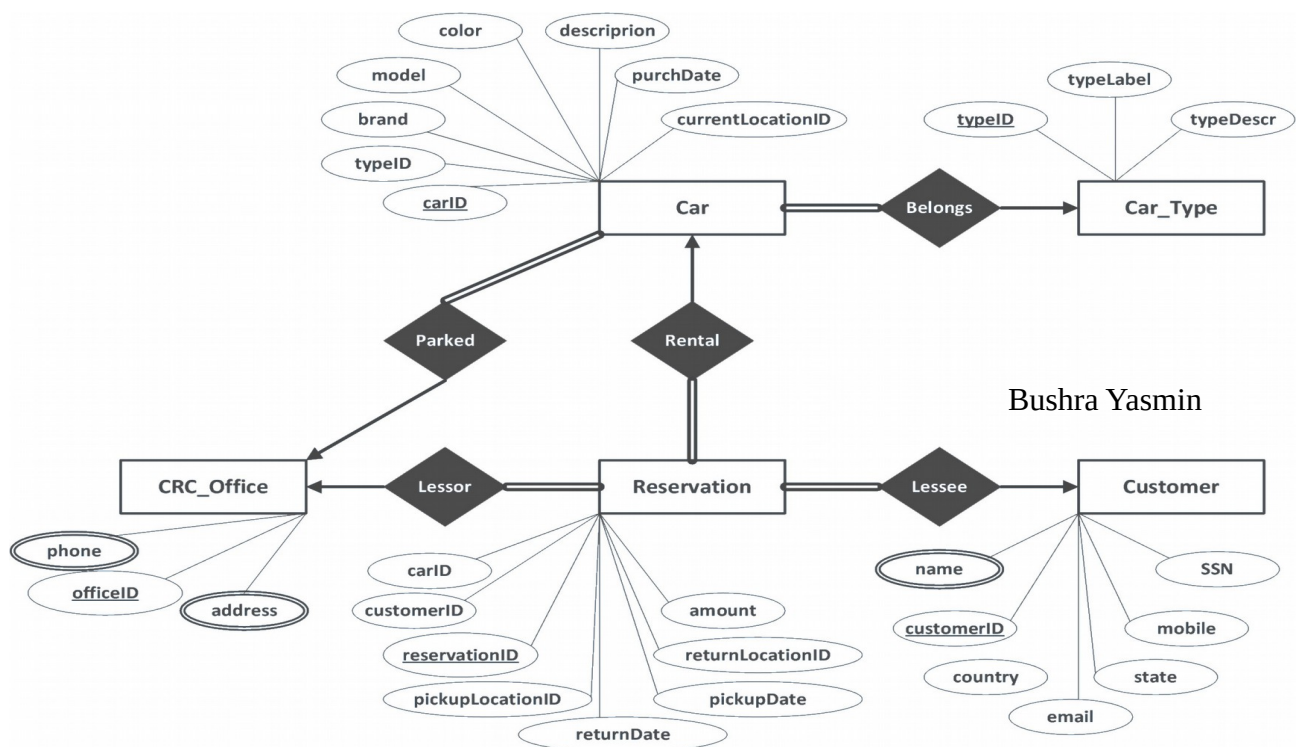 color
descriprion
model
purchDate
typeLabel
brand
currentLocationID
typeID
typeDescr
typeID
carID
Car
Belongs
Car_Type
Parked
Rental
Bushra Yasmin
CRC_Office
Lessor
Reservation
Lessee
Customer
phone
officeID
address
carID
customerID
reservationID
pickupLocationID
returnDate
pickupDate
returnLocationID
amount
name
customerID
country
email
state
mobile
SSN